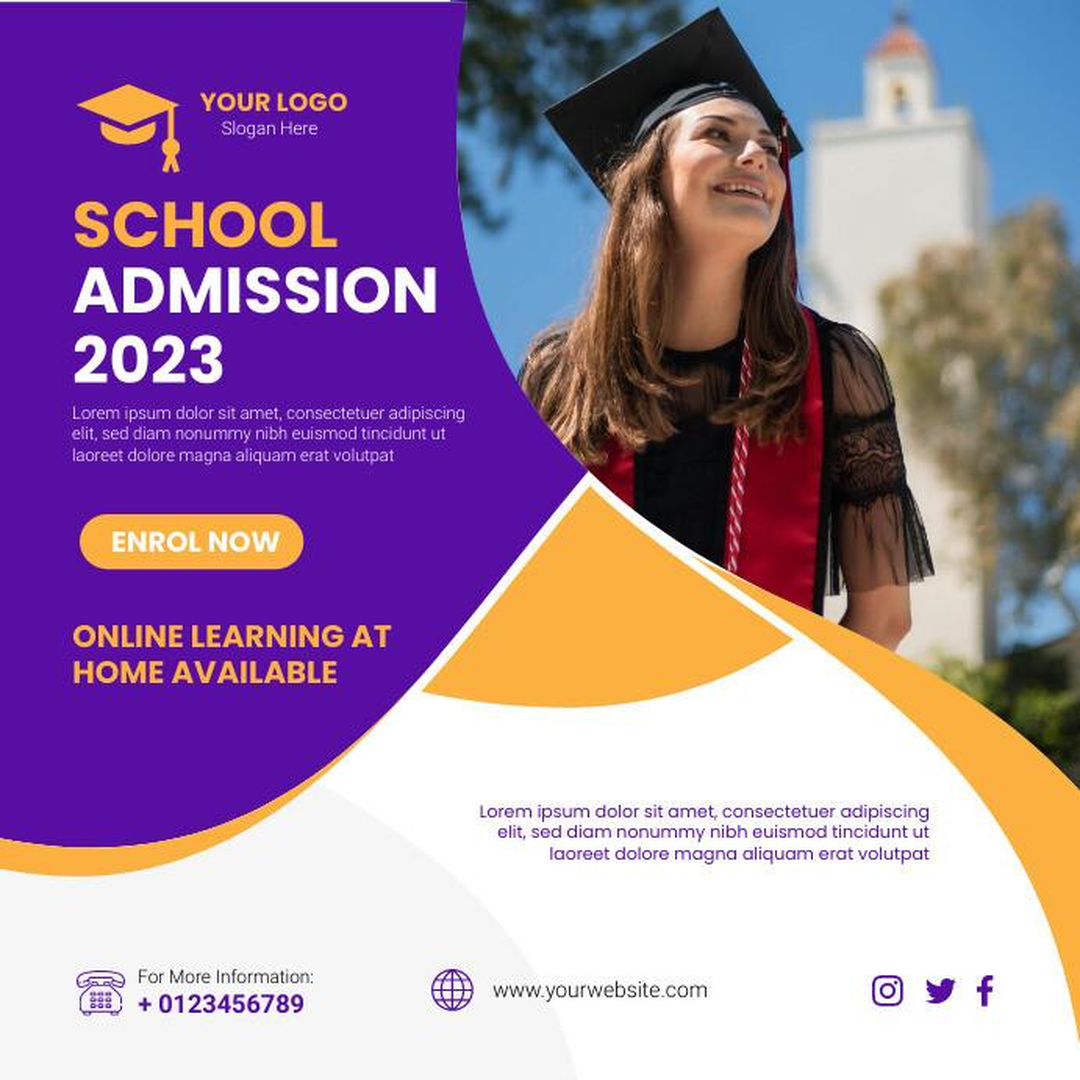 YOUR LOGO
Slogan Here
SCHOOL
ADMISSION
2023
Lorem ipsum dolor sit amet, consectetuer adipiscing
elit, sed diam nonummy nibh euismod tincidunt ut
laoreet dolore magna aliquam erat volutpat
ENROL NOW
ONLINE LEARNING AT
HOME AVAILABLE
Lorem ipsum dolor sit amet, consectetuer adipiscing
elit, sed diam nonummy nibh euismod tincidunt ut
laoreet dolore magna aliquam erat volutpat
For More Information:
+ 0123456789
www.yourwebsite.com